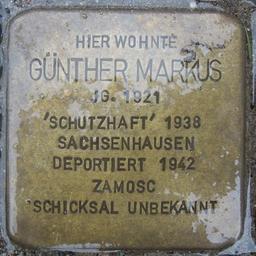 HIER WOHNTE
GÜNTHER MARKUS
JG. 1921
'SCHUTZHAFT' 1938
SACHSENHAUSEN
DEPORTIERT 1942
ZAMOSC
SCHICKSAL UNBEKANNT